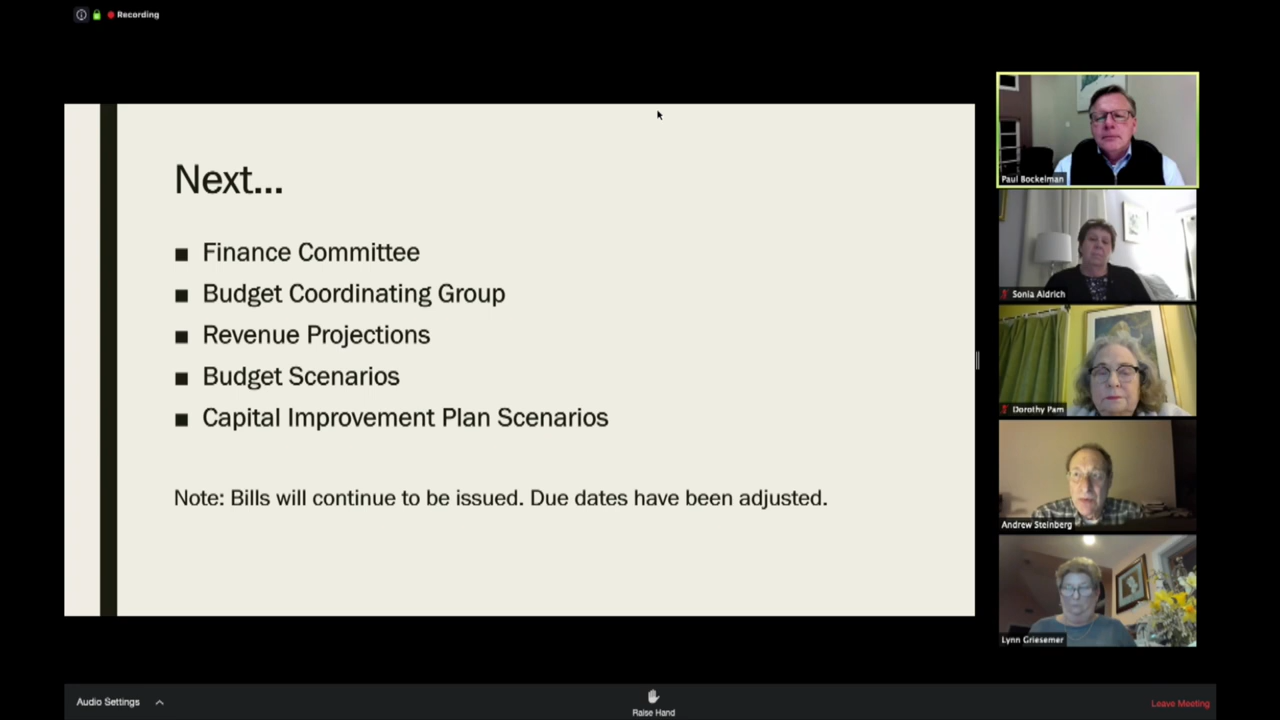 Recording
Next...
Finance Committee
Budget Coordinating Group
Revenue Projections
Budget Scenarios
Capital Improvement Plan Scenarios
Note: Bills will continue to be issued. Due dates have been adjusted.
Paul Bockelman
Sonia Aldrich
Dorothy Pam
Andrew Steinberg
Lynn Griesemer
Audio Settings
Raise Hand
Leave Meeting